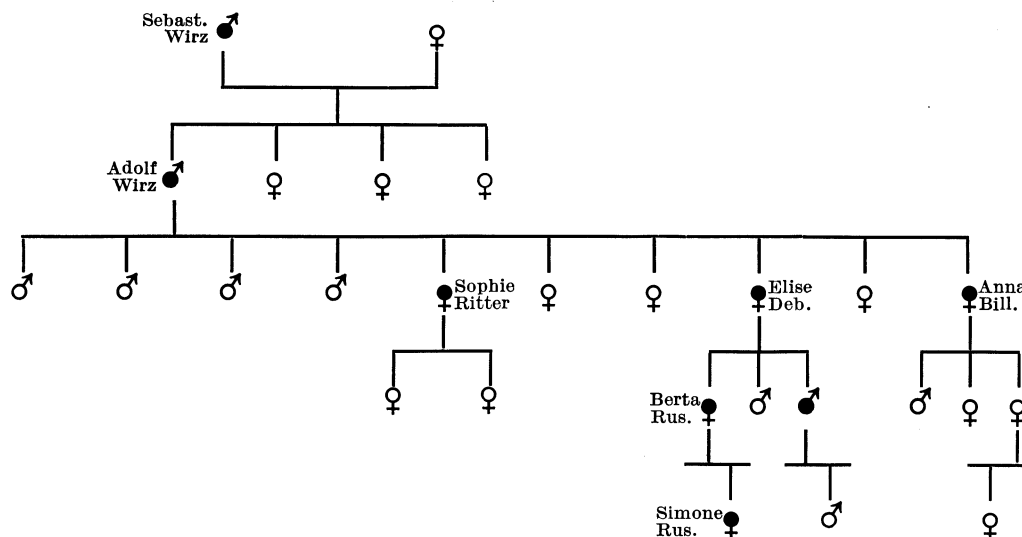 Sebast.
Wirz
Adolf
Wirz
Sophie
Ritter
Elise
Deb.
Anna
Bill.
Berta
Rus.
Simone
Rus.